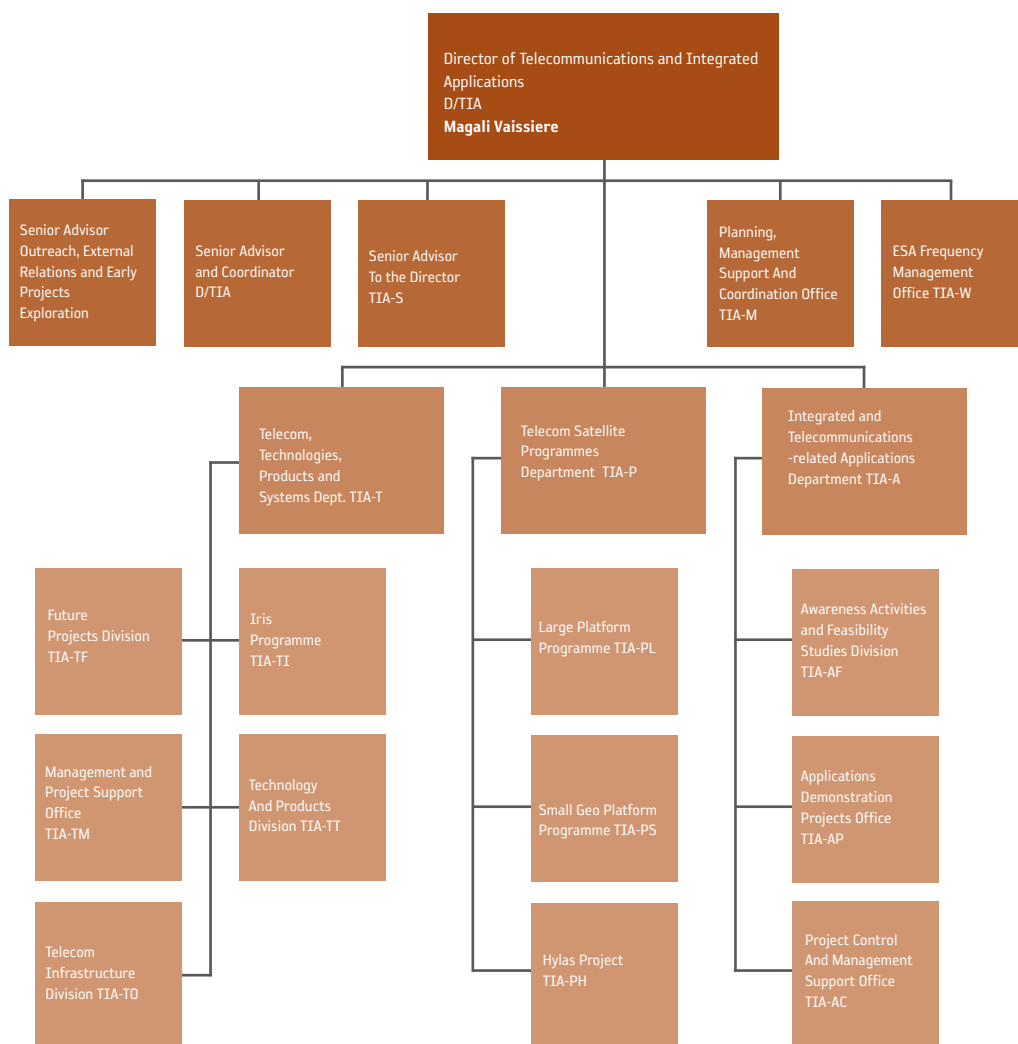 Director of Telecommunications and Integrated
Applications
D/TIA
Magali Vaissiere
Senior Advisor
Outreach, External
Relations and Early
Projects
Exploration
Senior Advisor
and Coordinator
D/TIA
Senior Advisor
To the Director
TIA-S
Planning,
Management
Support And
Coordination Office
TIA-M
ESA Frequency
Management
Office TIA-W
Telecom,
Technologies,
Products and
Systems Dept. TIA-T
Telecom Satellite
Programmes
Department TIA-P
Integrated and
Telecommunications
-related Applications
Department TIA-A
Future
Projects Division
TIA-TF
Iris
Programme
TIA-TI
Large Platform
Programme TIA-PL
Awareness Activities
and Feasibility
Studies Division
TIA-AF
Management and
Project Support
Office
TIA-TM
Technology
And Products
Division TIA-TT
Small Geo Platform
Programme TIA-PS
Applications
Demonstration
Projects Office
TIA-AP
Telecom
Infrastructure
Division TIA-TO
Hylas Project
TIA-PH
Project Control
And Management
Support Office
TIA-AC